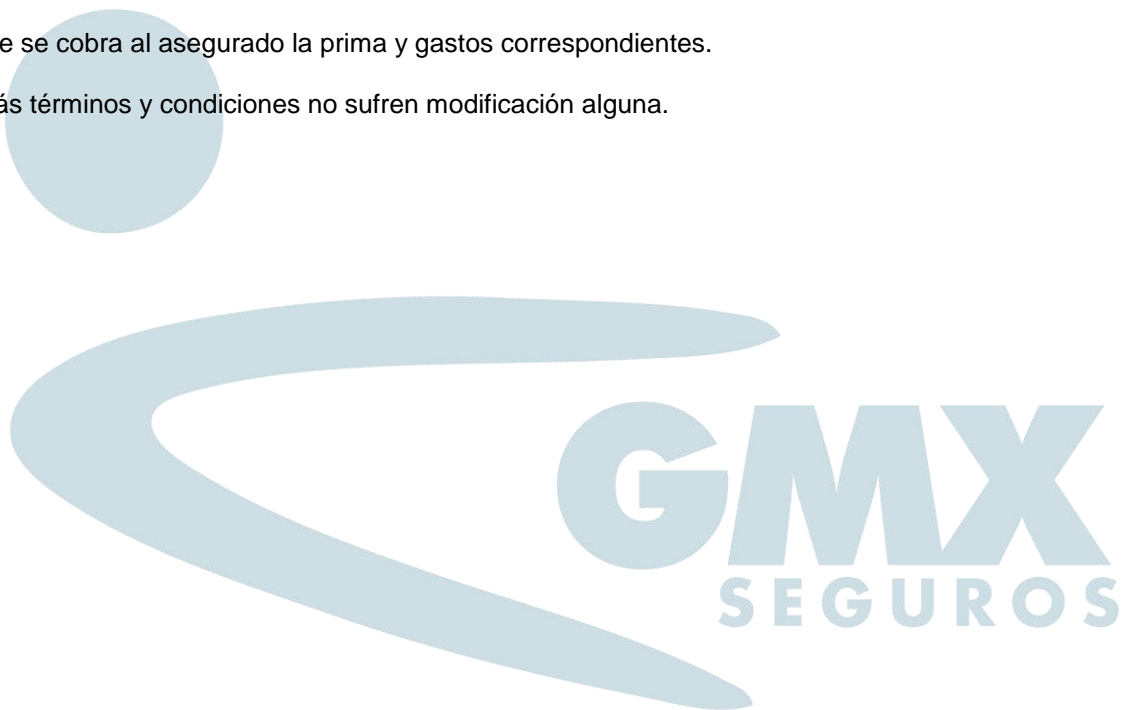 e se cobra al asegurado la prima y gastos correspondientes.
ás términos y condiciones no sufren modificación alguna.
GMX
SEGUROS